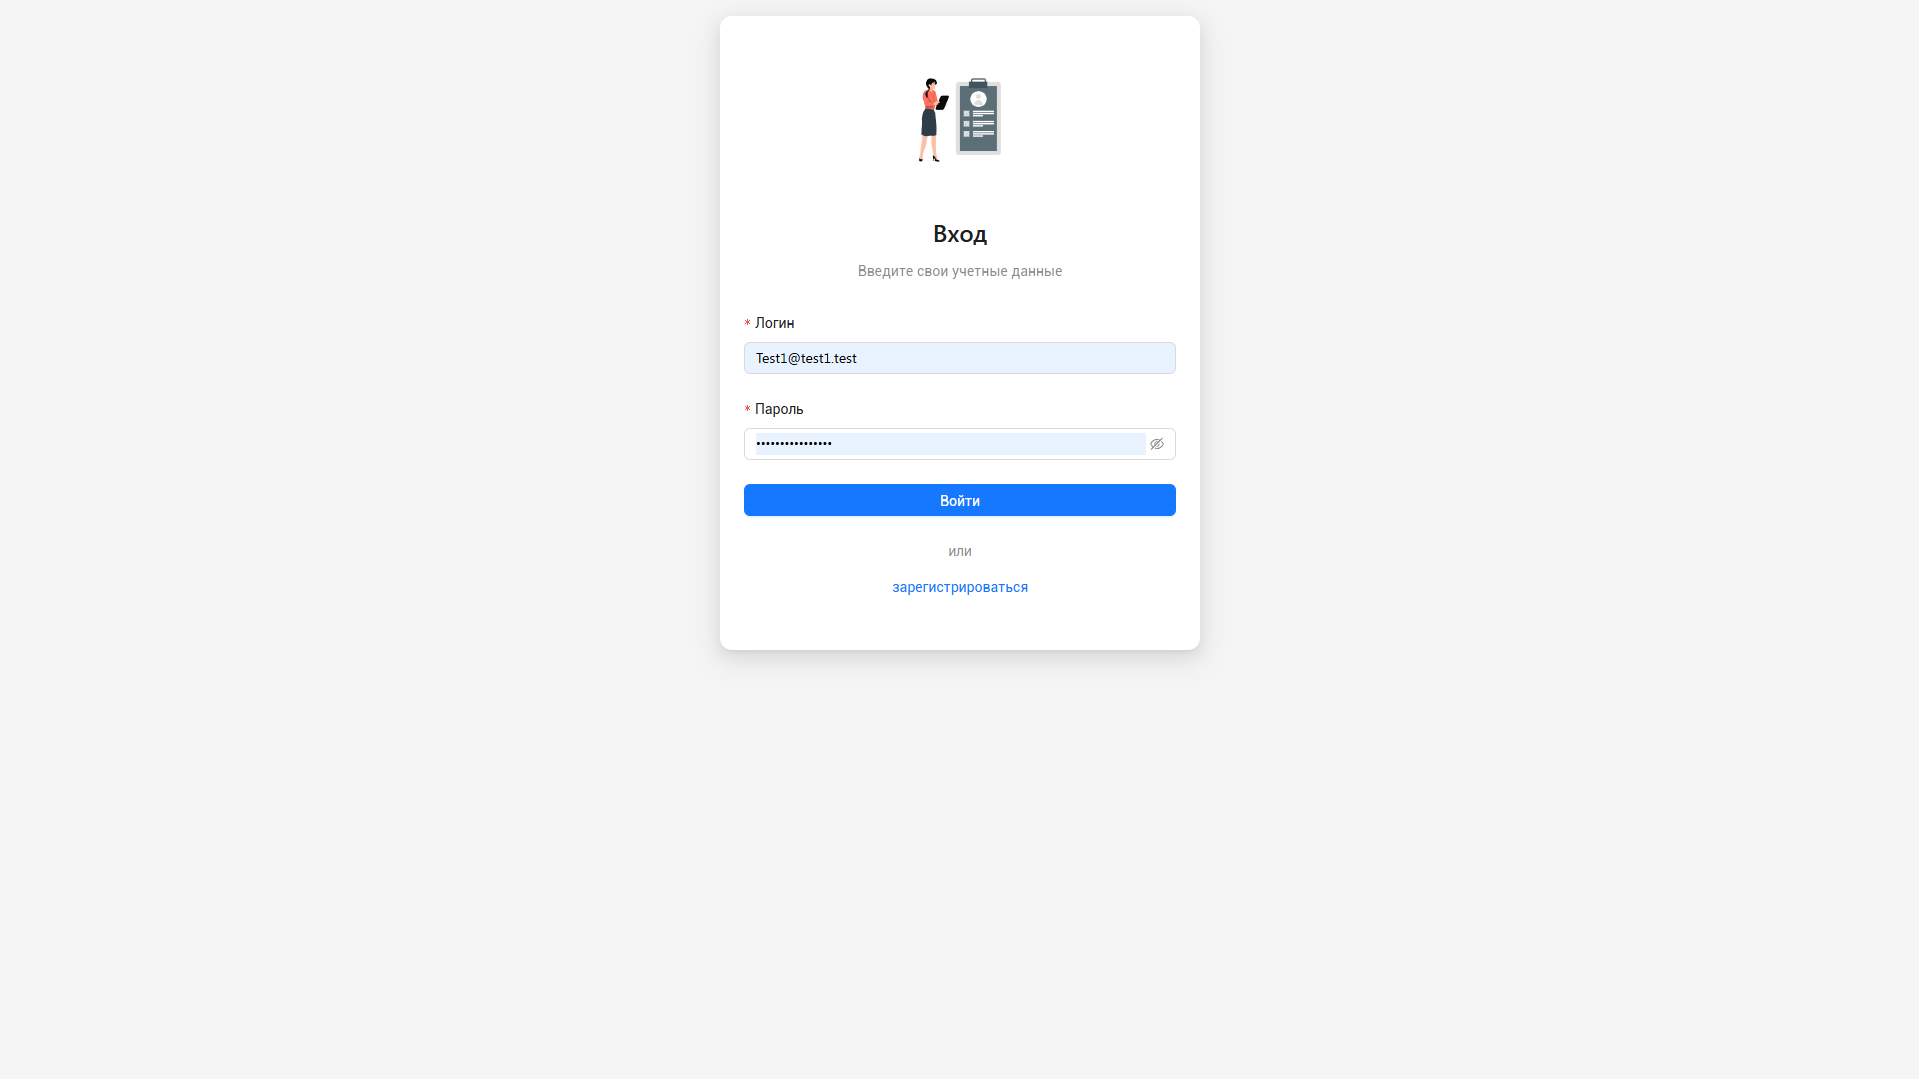 Вход
Введите свои учетные данные
* Логин
Test1@test1.test
* Пароль
••••••••••••••••
Войти
или
зарегистрироваться